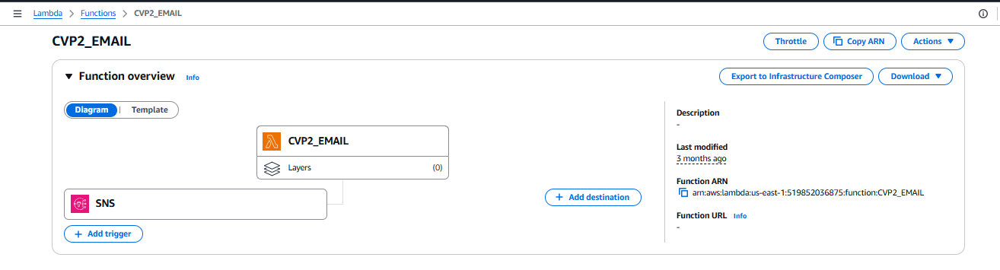 Lambda > Functions > CVP2_EMAIL
CVP2_EMAIL
Throttle
Copy ARN
Actions
Function overview Info
Export to Infrastructure Composer
Download
Diagram | Template
CVP2_EMAIL
Layers (0)
SNS
+ Add trigger
+ Add destination
Description
-
Last modified
3 months ago
Function ARN
arn:aws:lambda:us-east-1:519852036875:function:CVP2_EMAIL
Function URL Info
-